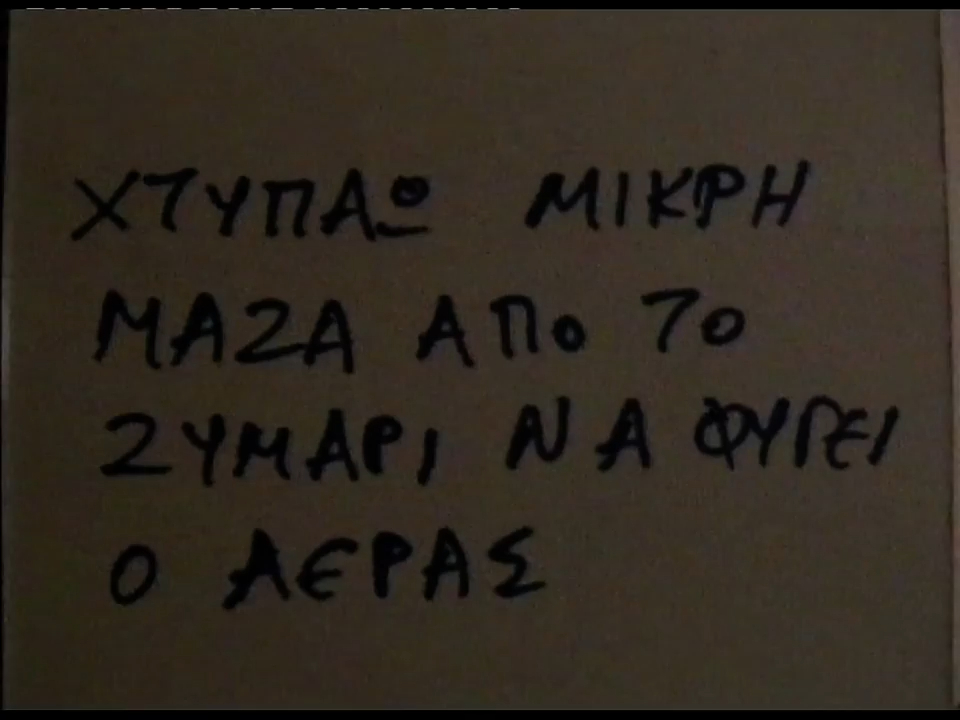 ΧΤΥΠΑΩ ΜΙΚΡΗ
ΜΑΖΑ ΑΠΟ ΤΟ
ΖΥΜΑΡΙ ΝΑ ΦΥΓΕΙ
Ο ΑΕΡΑΣ